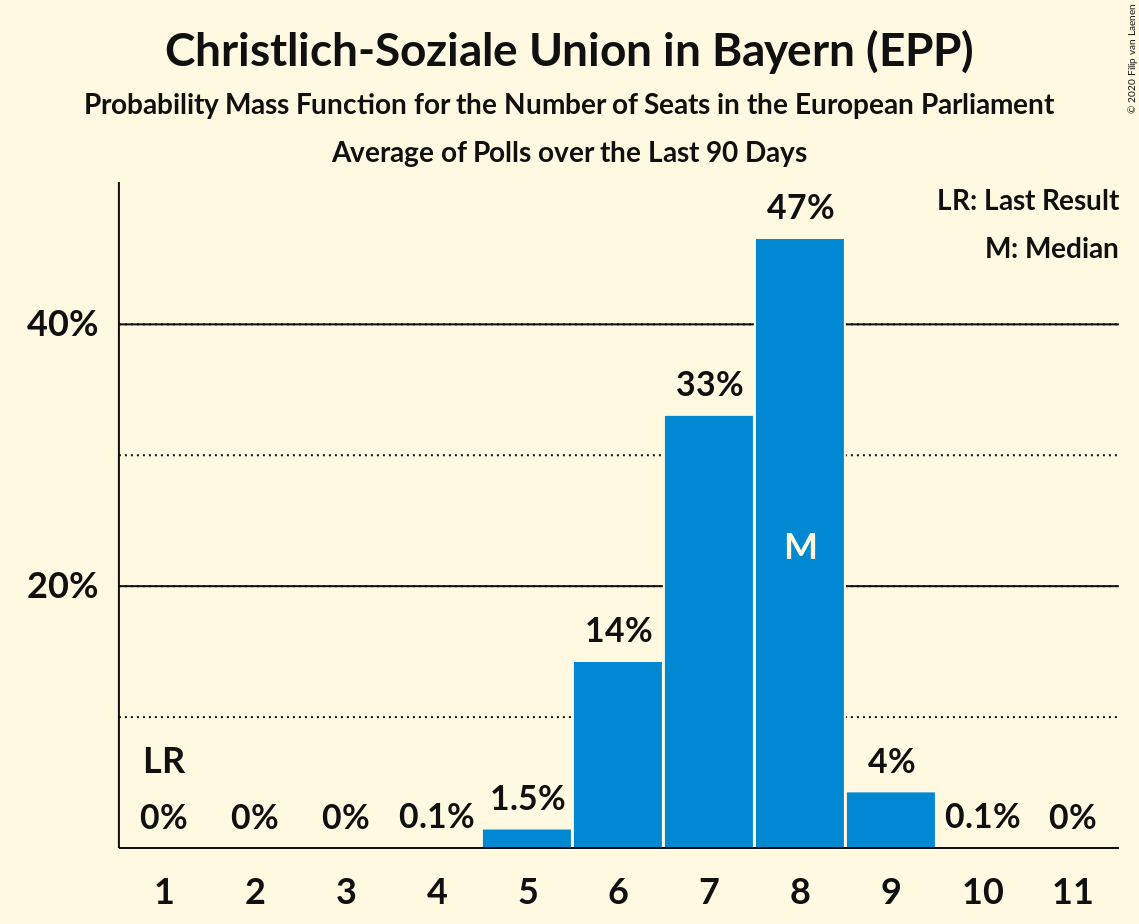 Christlich-Soziale Union in Bayern (EPP)
Probability Mass Function for the Number of Seats in the European Parliament
Average of Polls over the Last 90 Days
© 2020 Filip van Laenen
LR: Last Result
M: Median
47%
40%
33%
M
20%
14%
LR
4%
0% 0% 0% 0.1% 1.5% 0.1% 0%
1 2 3 4 5 6 7 8 9 10 11